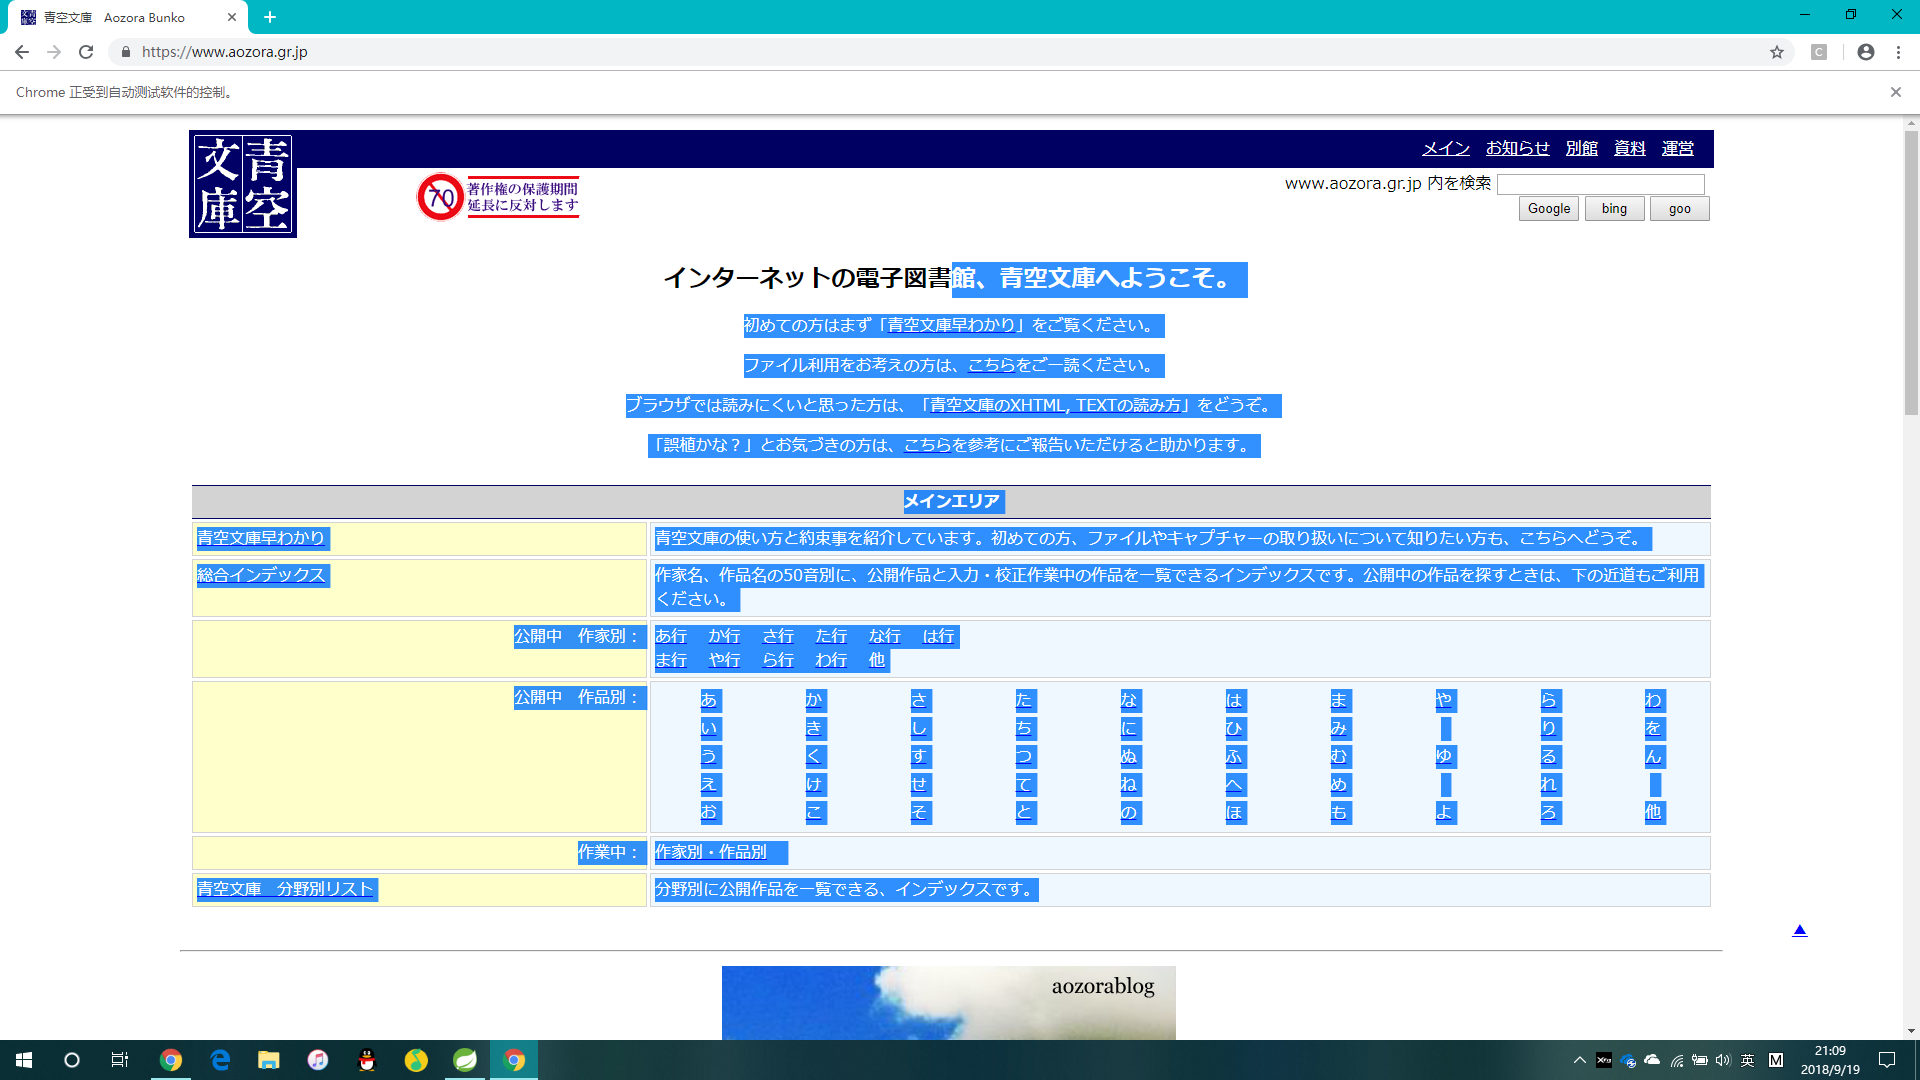 青空文庫　Aozora Bunko
https://www.aozora.gr.jp
Chrome 正受到自动测试软件的控制。
青空
文庫
メイン お知らせ 別館 資料 運営
70 著作権の保護期間
延長に反対します
www.aozora.gr.jp 内を検索
Google bing goo
インターネットの電子図書館、青空文庫へようこそ。
初めての方はまず「青空文庫早わかり」をご覧ください。
ファイル利用をお考えの方は、こちらをご一読ください。
ブラウザでは読みにくいと思った方は、「青空文庫のXHTML, TEXTの読み方」をどうぞ。
「誤植かな？」とお気づきの方は、こちらを参考にご報告いただけると助かります。
メインエリア
青空文庫早わかり 青空文庫の使い方と約束事を紹介しています。初めての方、ファイルやキャプチャーの取り扱いについて知りたい方も、こちらへどうぞ。
総合インデックス 作家名、作品名の50音別に、公開作品と入力・校正作業中の作品を一覧できるインデックスです。公開中の作品を探すときは、下の近道もご利用
ください。
公開中　作家別： あ行 か行 さ行 た行 な行 は行
ま行 や行 ら行 わ行 他
公開中　作品別： あ か さ た な は ま や ら わ
い き し ち に ひ み り を
う く す つ ぬ ふ む ゆ る ん
え け せ て ね へ め れ
お こ そ と の ほ も よ ろ 他
作業中： 作家別・作品別
青空文庫　分野別リスト 分野別に公開作品を一覧できる、インデックスです。
▲
aozorablog
英 M
21:09
2018/9/19